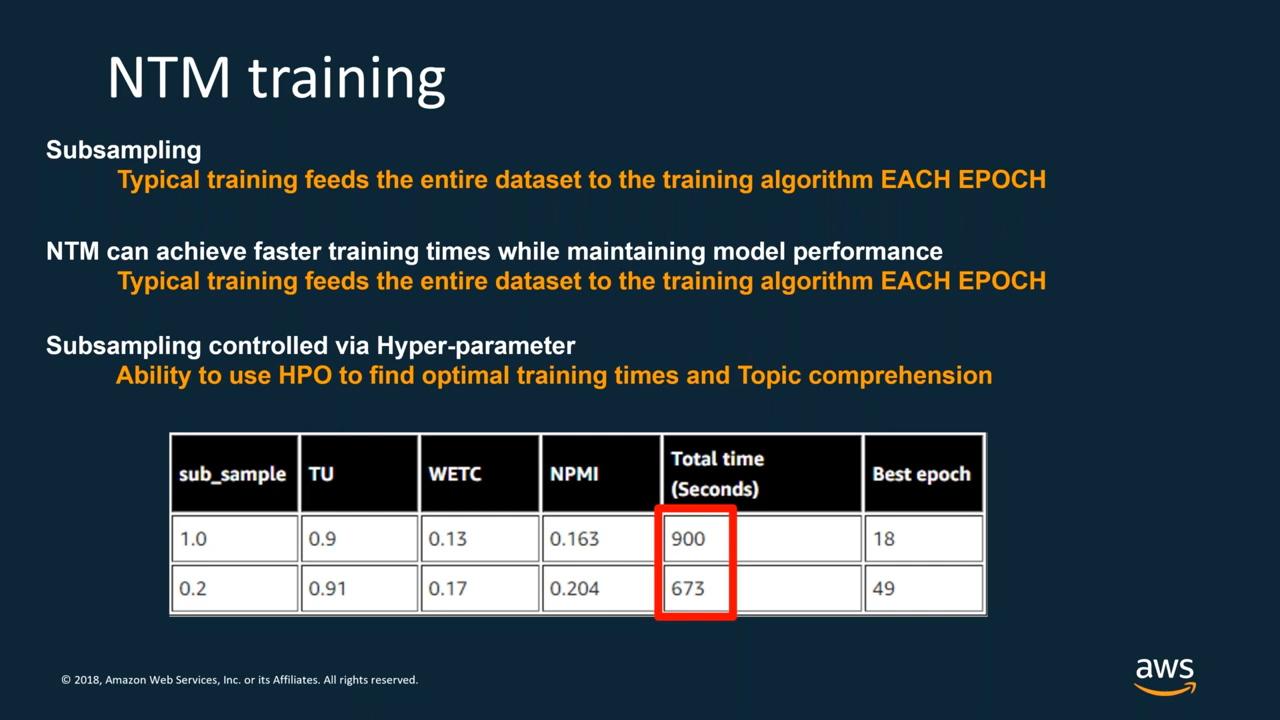 NTM training
Subsampling
Typical training feeds the entire dataset to the training algorithm EACH EPOCH
NTM can achieve faster training times while maintaining model performance
Typical training feeds the entire dataset to the training algorithm EACH EPOCH
Subsampling controlled via Hyper-parameter
Ability to use HPO to find optimal training times and Topic comprehension
sub_sample TU WETC NPMI Total time (Seconds) Best epoch
1.0 0.9 0.13 0.163 900 18
0.2 0.91 0.17 0.204 673 49
© 2018, Amazon Web Services, Inc. or its Affiliates. All rights reserved.
aws